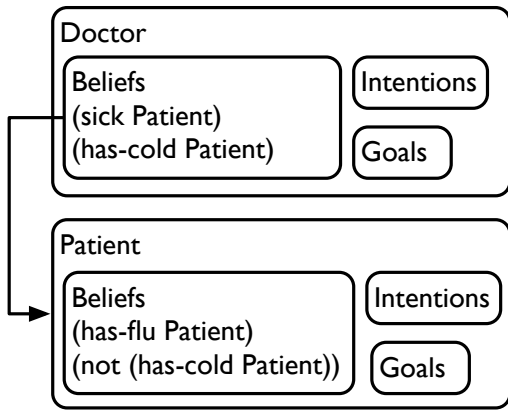 Doctor
Beliefs
(sick Patient)
(has-cold Patient)
Intentions
Goals
Patient
Beliefs
(has-flu Patient)
(not (has-cold Patient))
Intentions
Goals